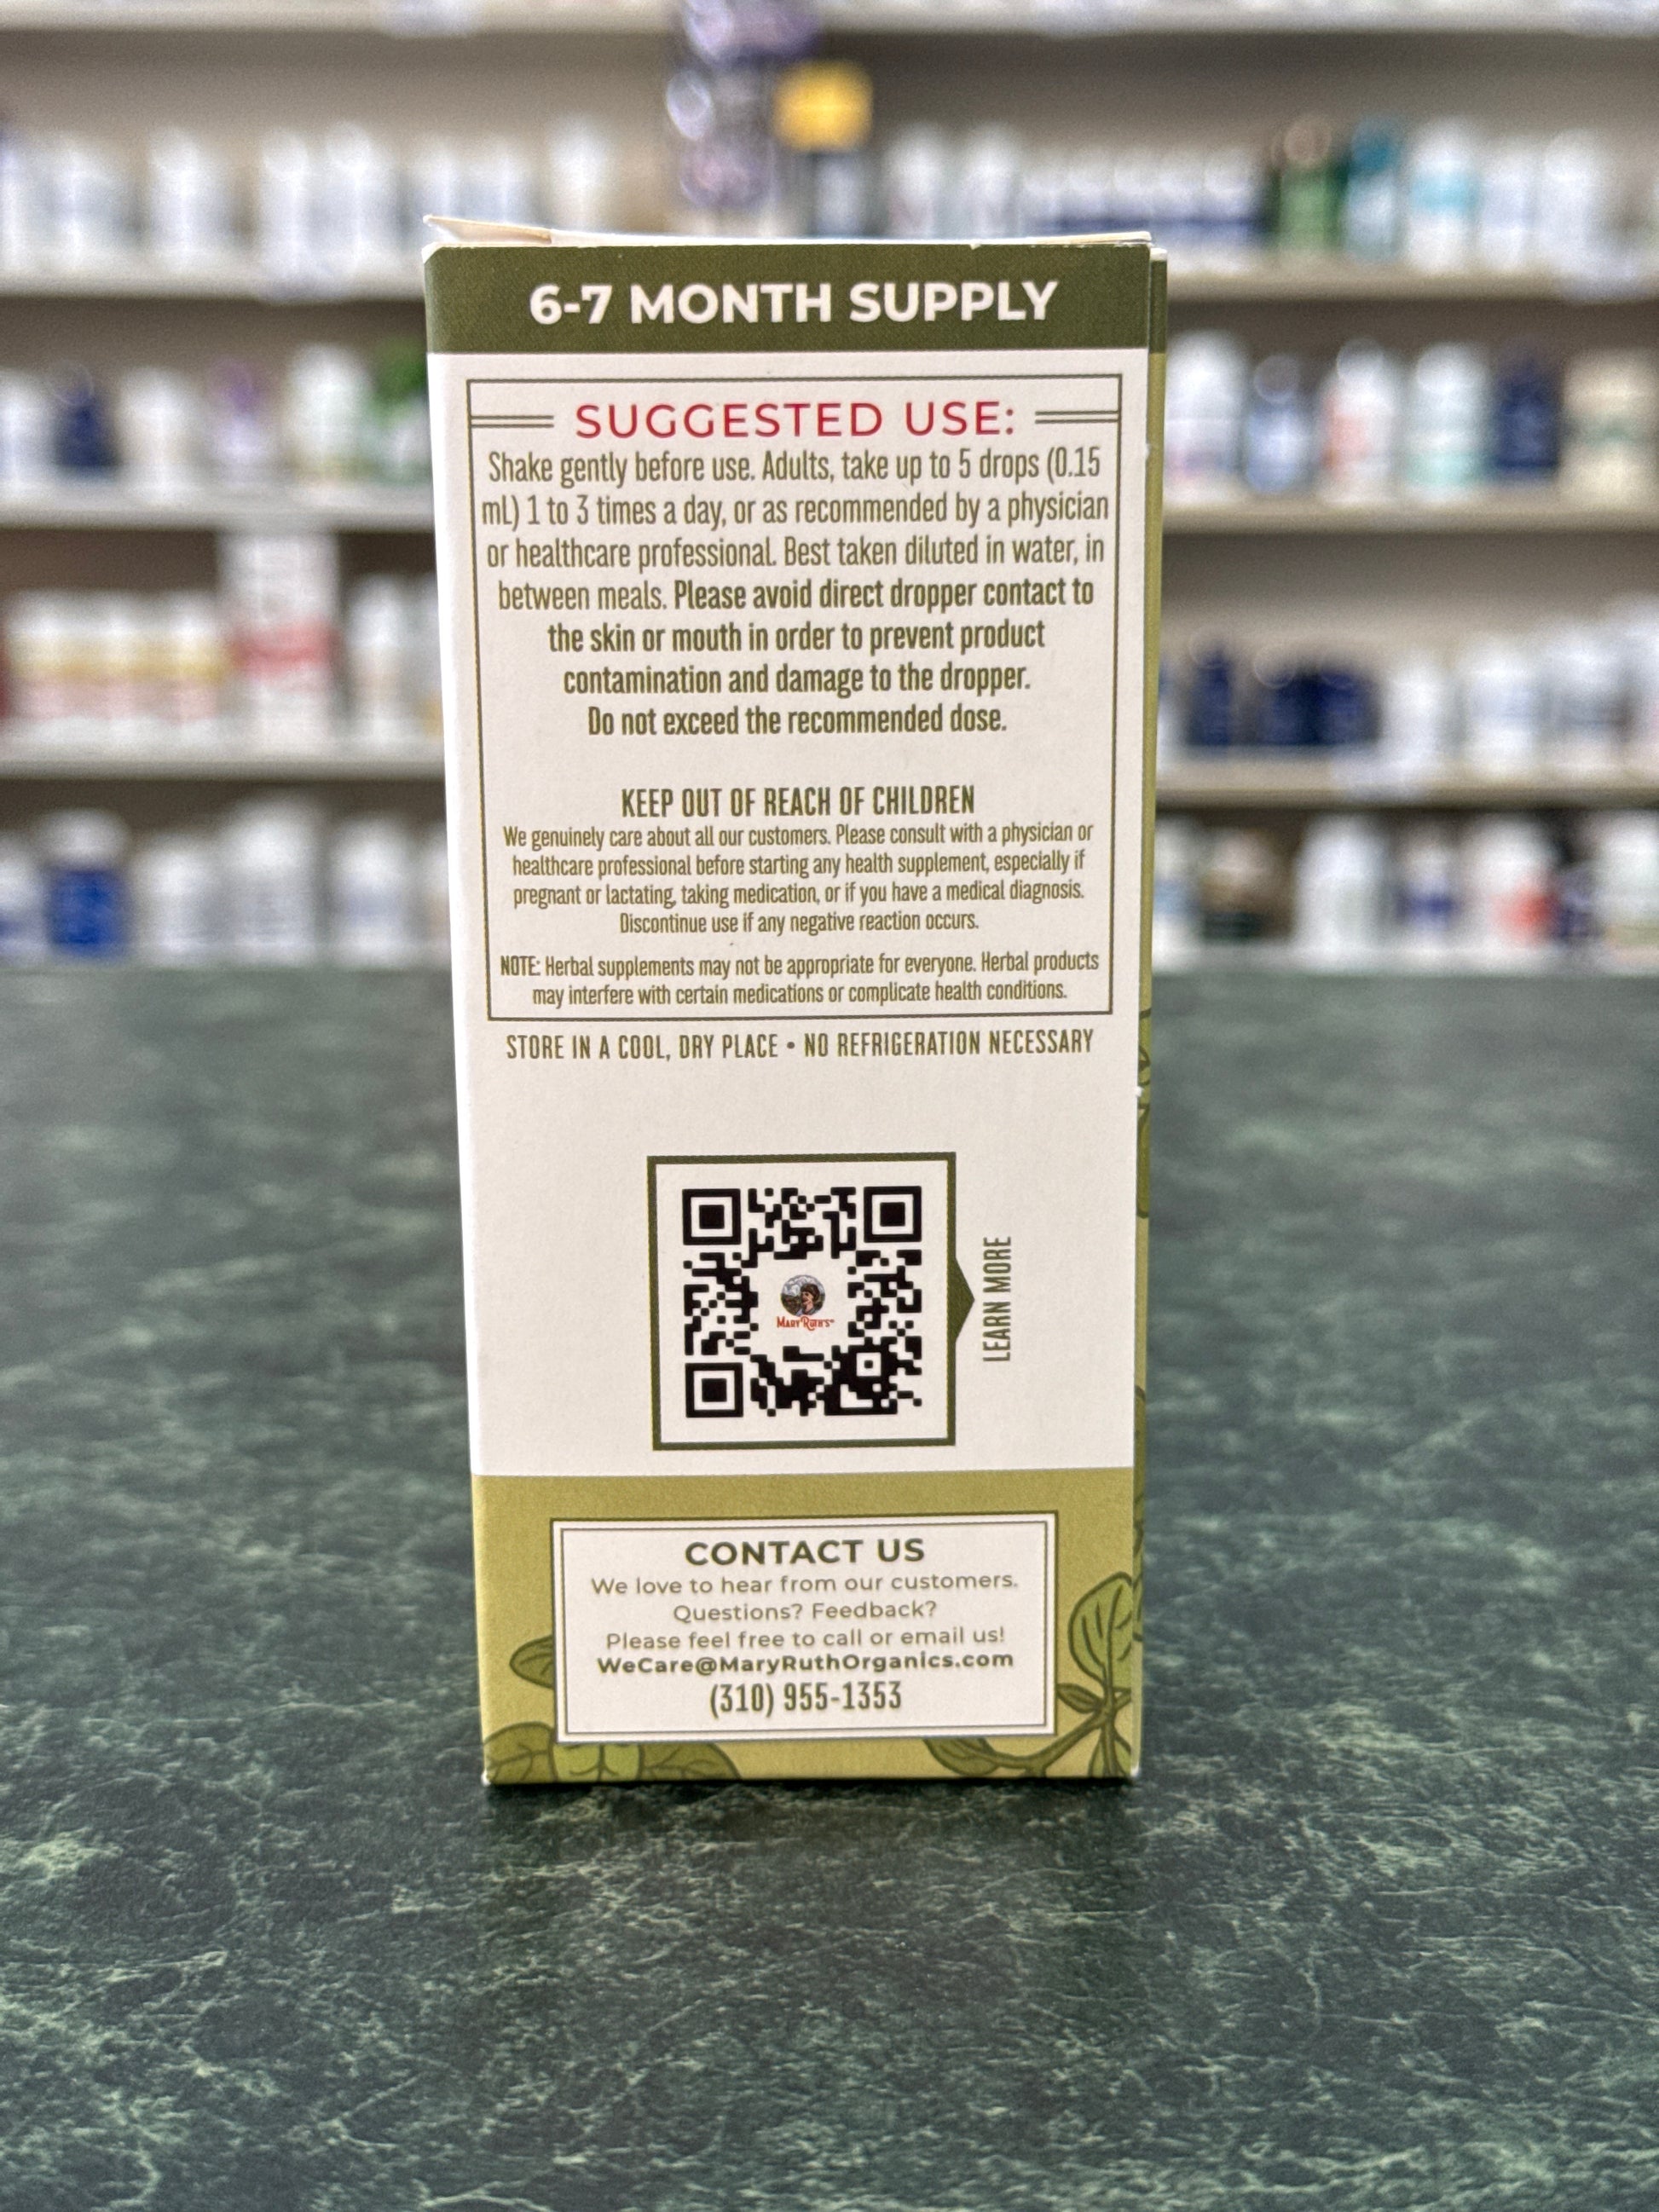 6-7 MONTH SUPPLY
SUGGESTED USE:
Shake gently before use. Adults, take up to 5 drops (0.15
mL) 1 to 3 times a day, or as recommended by a physician
or healthcare professional. Best taken diluted in water, in
between meals. Please avoid direct dropper contact to
the skin or mouth in order to prevent product
contamination and damage to the dropper.
Do not exceed the recommended dose.
KEEP OUT OF REACH OF CHILDREN
We genuinely care about all our customers. Please consult with a physician or
healthcare professional before starting any health supplement, especially if
pregnant or lactating, taking medication, or if you have a medical diagnosis.
Discontinue use if any negative reaction occurs.
NOTE: Herbal supplements may not be appropriate for everyone. Herbal products
may interfere with certain medications or complicate health conditions.
STORE IN A COOL, DRY PLACE • NO REFRIGERATION NECESSARY
MARYRUTH'S™
LEARN MORE
CONTACT US
We love to hear from our customers.
Questions? Feedback?
Please feel free to call or email us!
WeCare@MaryRuthOrganics.com
(310) 955-1353